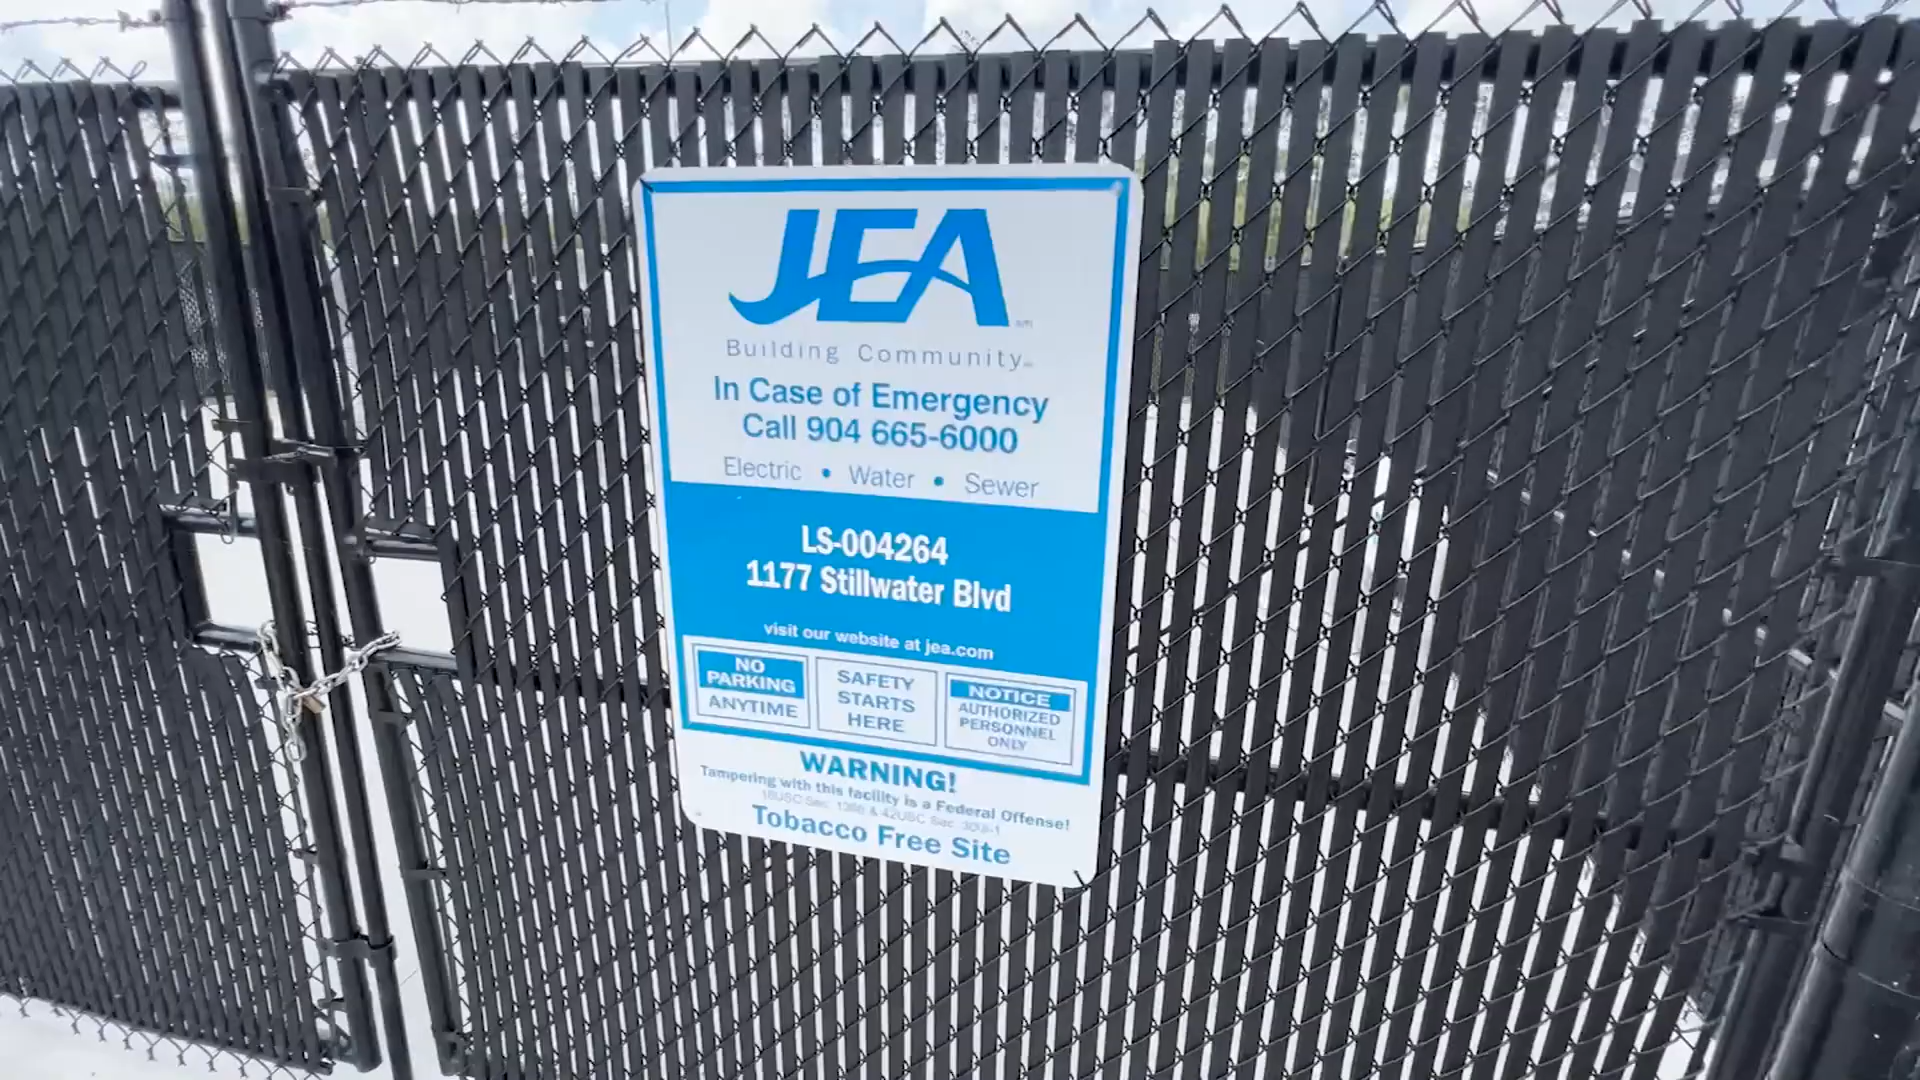 JEA
Building Community
In Case of Emergency
Call 904 665-6000
Electric • Water • Sewer
LS-004264
1177 Stillwater Blvd
visit our website at jea.com
NO
PARKING
ANYTIME
SAFETY
STARTS
HERE
NOTICE
AUTHORIZED
PERSONNEL
ONLY
WARNING!
Tampering with this facility is a Federal Offense!
Tobacco Free Site